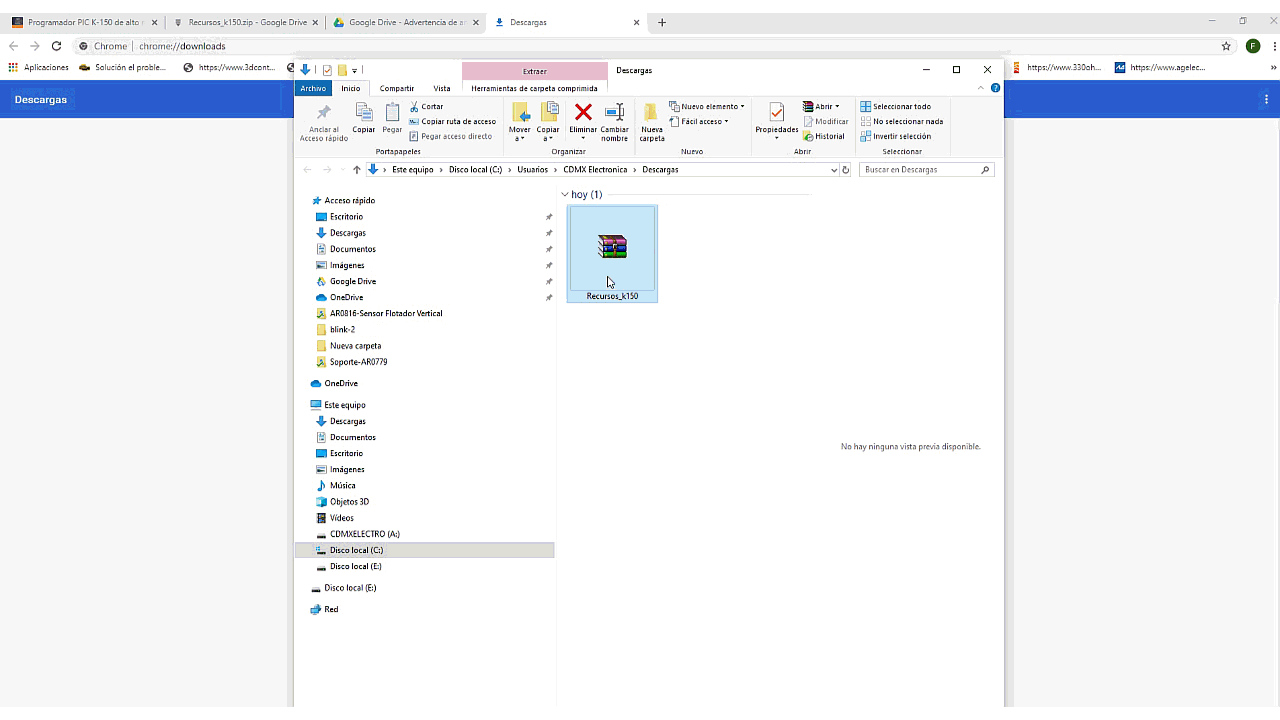 Programador PIC K-150 de alto
Recursos_k150.zip - Google Drive
Google Drive - Advertencia de
Descargas
Chrome
chrome://downloads
F
Aplicaciones
Solución el proble...
https://www.3dcont...
https://www.330oh...
https://www.agelec...
Descargas
Extraer
Descargas
Archivo
Inicio
Compartir
Vista
Herramientas de carpeta comprimida
Anclar al
Acceso rápido
Copiar
Pegar
Cortar
Copiar ruta de acceso
Pegar acceso directo
Portapapeles
Mover
a
Copiar
a
Eliminar
Cambiar
nombre
Organizar
Nueva
carpeta
Nuevo elemento
Fácil acceso
Nuevo
Propiedades
Abrir
Modificar
Historial
Abrir
Seleccionar todo
No seleccionar nada
Invertir selección
Seleccionar
Este equipo
Disco local (C:)
Usuarios
CDMX Electronica
Descargas
Buscar en Descargas
Acceso rápido
Escritorio
Descargas
Documentos
Imágenes
Google Drive
OneDrive
AR0816-Sensor Flotador Vertical
blink-2
Nueva carpeta
Soporte-AR0779
OneDrive
Este equipo
Descargas
Documentos
Escritorio
Imágenes
Música
Objetos 3D
Vídeos
CDMXELECTRO (A:)
Disco local (C:)
Disco local (E:)
Disco local (E:)
Red
hoy (1)
Recursos_k150
No hay ninguna vista previa disponible.